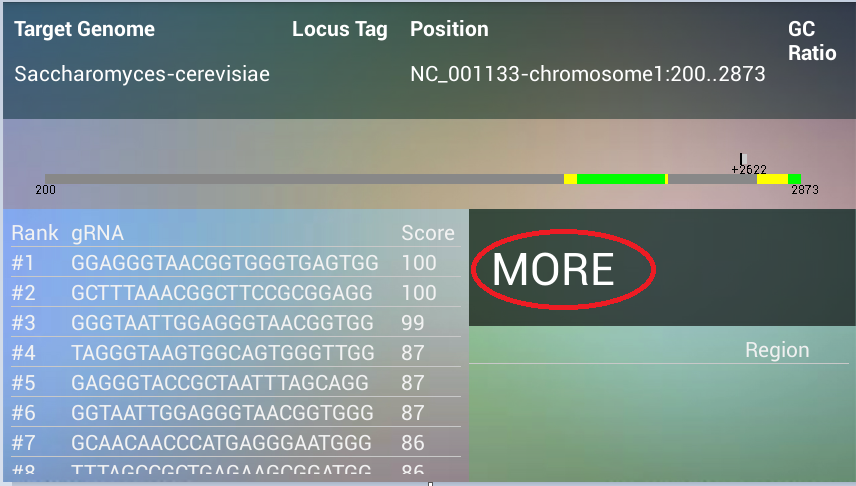 Target Genome Locus Tag Position GC Ratio
Saccharomyces-cerevisiae NC_001133-chromosome1:200..2873
+2622
200 2873
Rank gRNA Score
#1 GGAGGGTAACGGTGGGTGAGTGG 100
#2 GCTTTAAACGGCTTCCGCGGAGG 100
#3 GGGTAATTGGAGGGTAACGGTGG 99
#4 TAGGGTAAGTGGCAGTGGGTTGG 87
#5 GAGGGTACCGCTAATTTAGCAGG 87
#6 GGTAATTGGAGGGTAACGGTGGG 87
#7 GCAACAACCCATGAGGGAATGGG 86
#8 TTTAGCCGCTGAGAAGCGGATGG 86
MORE
Region